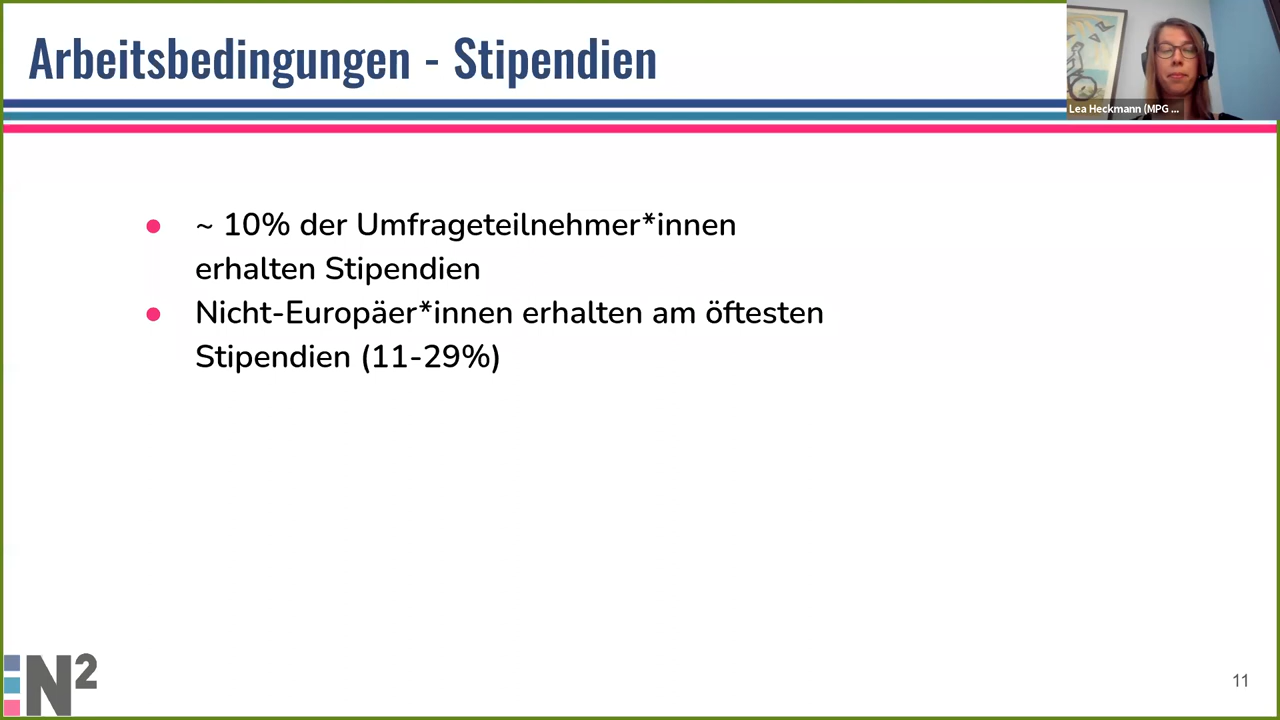 Arbeitsbedingungen - Stipendien
Lea Heckmann (MPG ...
● ~ 10% der Umfrageteilnehmer*innen
erhalten Stipendien
● Nicht-Europäer*innen erhalten am öftesten
Stipendien (11-29%)
N²
11